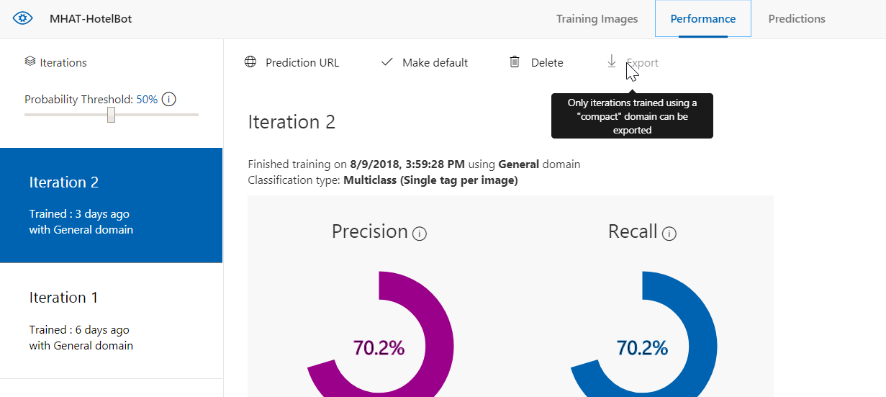 MHAT-HotelBot
Training Images
Performance
Predictions
Iterations
Probability Threshold: 50%
Prediction URL
Make default
Delete
Export
Only iterations trained using a
"compact" domain can be
exported
Iteration 2
Trained : 3 days ago
with General domain
Iteration 1
Trained : 6 days ago
with General domain
Iteration 2
Finished training on 8/9/2018, 3:59:28 PM using General domain
Classification type: Multiclass (Single tag per image)
Precision
Recall
70.2%
70.2%